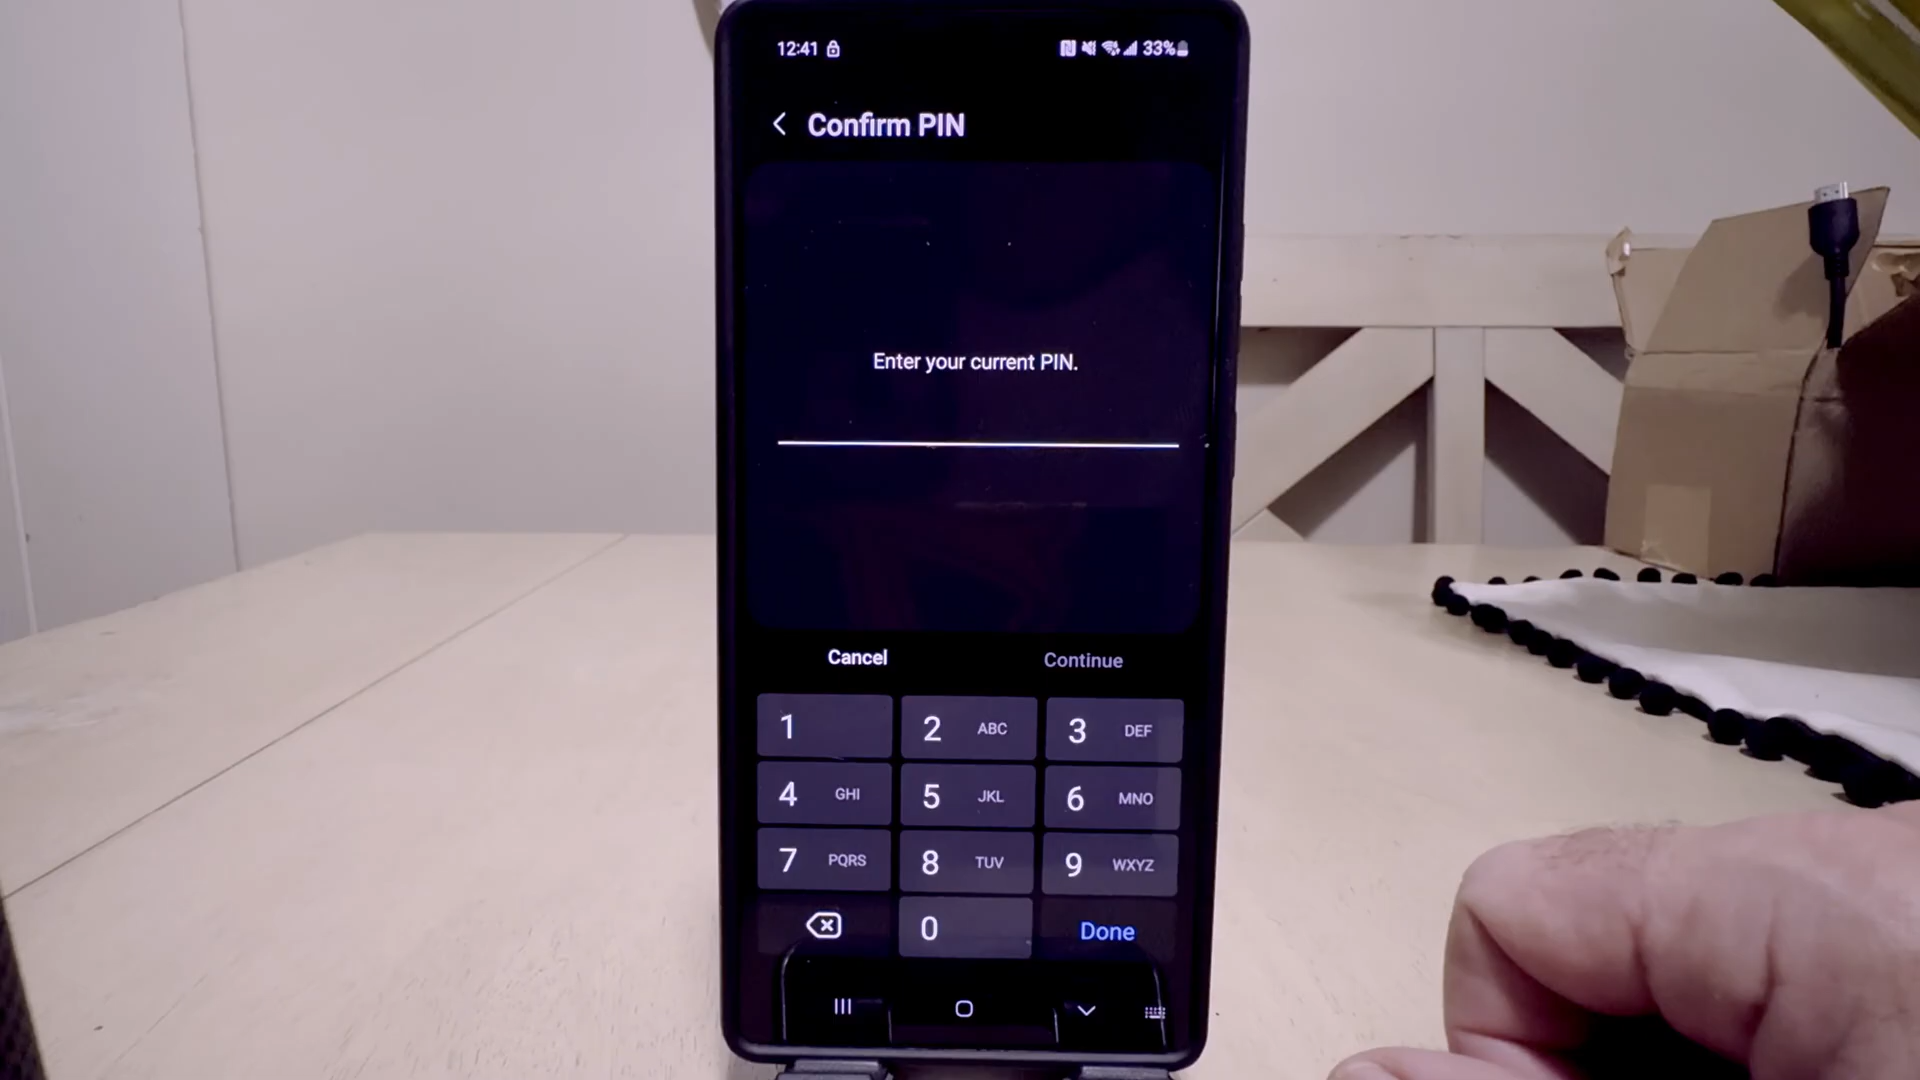 12:41 33%
Confirm PIN
Enter your current PIN.
Cancel Continue
1 2 ABC 3 DEF
4 GHI 5 JKL 6 MNO
7 PQRS 8 TUV 9 WXYZ
0 Done